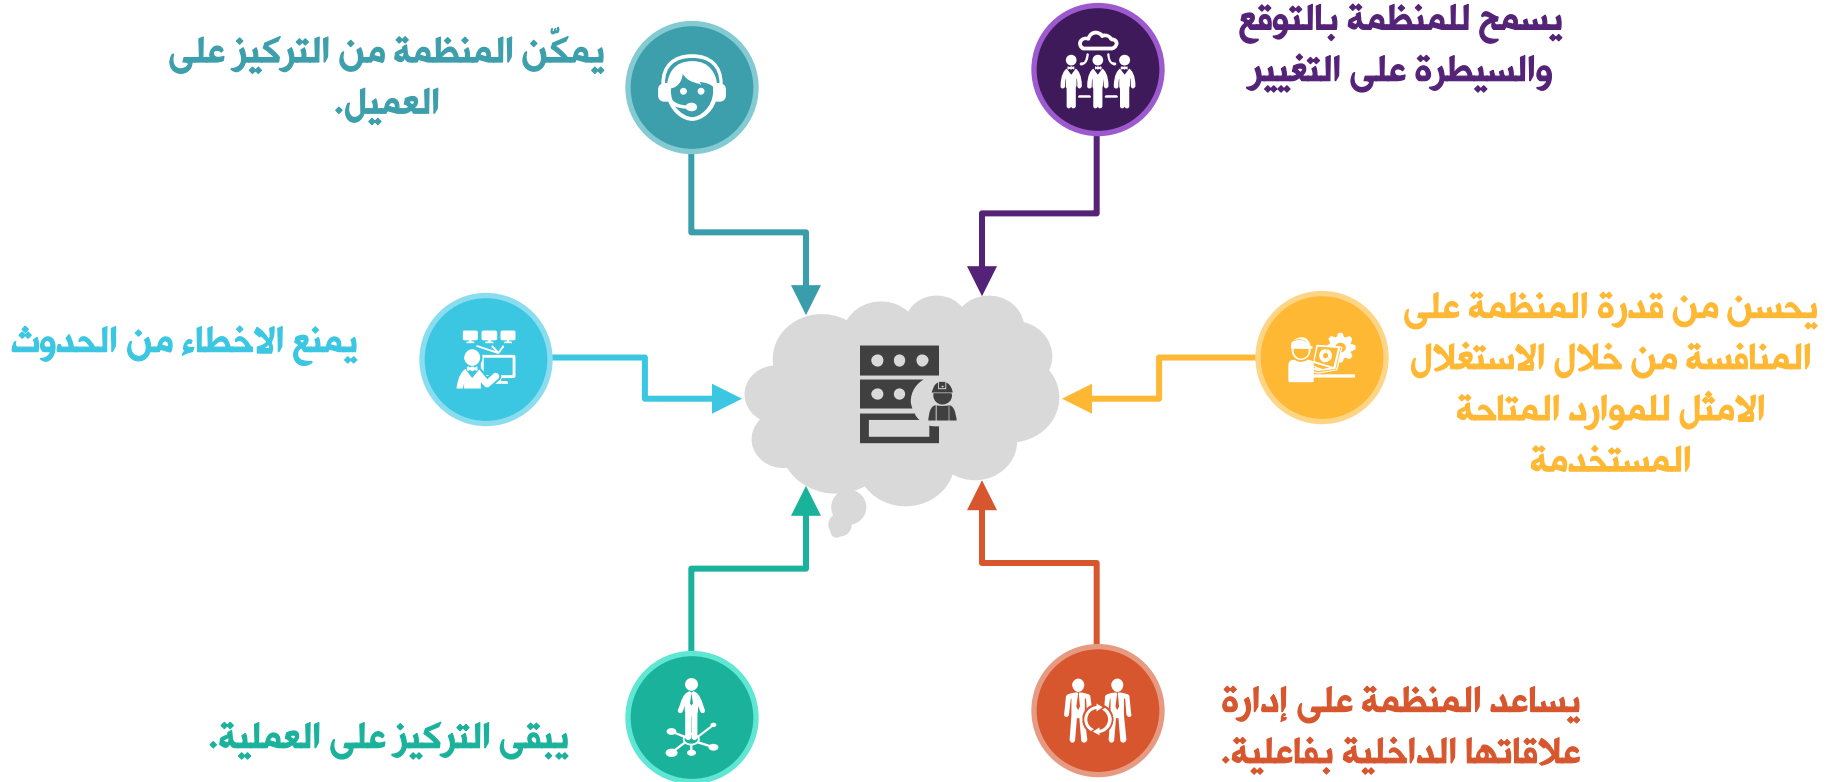 يسمح للمنظمة بالتوقع
والسيطرة على التغيير
يمكّن المنظمة من التركيز على
العميل.
يحسن من قدرة المنظمة على
المنافسة من خلال الاستغلال
الامثل للموارد المتاحة
المستخدمة
يمنع الاخطاء من الحدوث
يساعد المنظمة على إدارة
علاقاتها الداخلية بفاعلية.
يبقى التركيز على العملية.